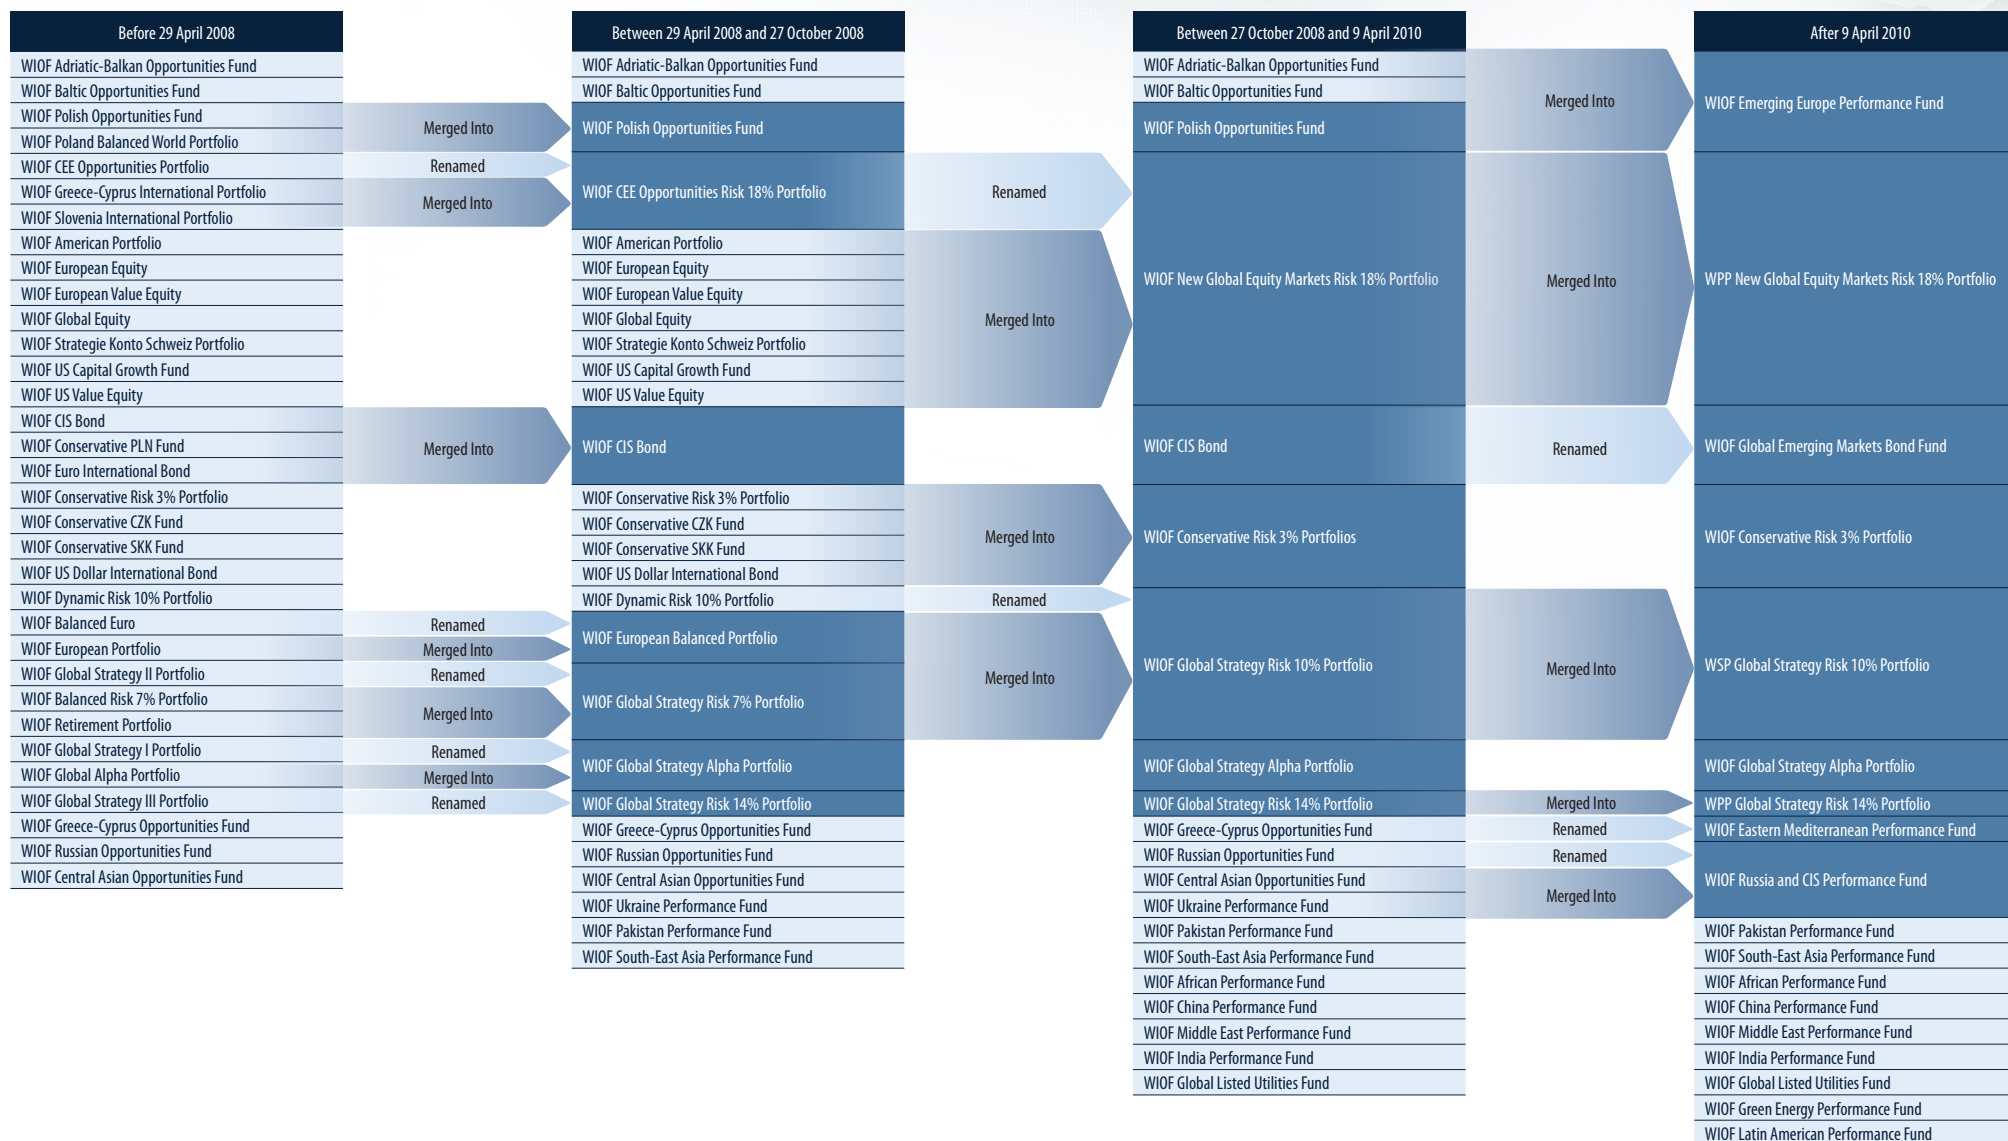 Before 29 April 2008
WIOF Adriatic-Balkan Opportunities Fund
WIOF Baltic Opportunities Fund
WIOF Polish Opportunities Fund
WIOF Poland Balanced World Portfolio
WIOF CEE Opportunities Portfolio
WIOF Greece-Cyprus International Portfolio
WIOF Slovenia International Portfolio
WIOF American Portfolio
WIOF European Equity
WIOF European Value Equity
WIOF Global Equity
WIOF Strategie Konto Schweiz Portfolio
WIOF US Capital Growth Fund
WIOF US Value Equity
WIOF CIS Bond
WIOF Conservative PLN Fund
WIOF Euro International Bond
WIOF Conservative Risk 3% Portfolio
WIOF Conservative CZK Fund
WIOF Conservative SKK Fund
WIOF US Dollar International Bond
WIOF Dynamic Risk 10% Portfolio
WIOF Balanced Euro
WIOF European Portfolio
WIOF Global Strategy II Portfolio
WIOF Balanced Risk 7% Portfolio
WIOF Retirement Portfolio
WIOF Global Strategy I Portfolio
WIOF Global Alpha Portfolio
WIOF Global Strategy III Portfolio
WIOF Greece-Cyprus Opportunities Fund
WIOF Russian Opportunities Fund
WIOF Central Asian Opportunities Fund
Merged Into
Renamed
Merged Into
Merged Into
Renamed
Merged Into
Renamed
Merged Into
Renamed
Merged Into
Renamed
Between 29 April 2008 and 27 October 2008
WIOF Adriatic-Balkan Opportunities Fund
WIOF Baltic Opportunities Fund
WIOF Polish Opportunities Fund
WIOF CEE Opportunities Risk 18% Portfolio
WIOF American Portfolio
WIOF European Equity
WIOF European Value Equity
WIOF Global Equity
WIOF Strategie Konto Schweiz Portfolio
WIOF US Capital Growth Fund
WIOF US Value Equity
WIOF CIS Bond
WIOF Conservative Risk 3% Portfolio
WIOF Conservative CZK Fund
WIOF Conservative SKK Fund
WIOF US Dollar International Bond
WIOF Dynamic Risk 10% Portfolio
WIOF European Balanced Portfolio
WIOF Global Strategy Risk 7% Portfolio
WIOF Global Strategy Alpha Portfolio
WIOF Global Strategy Risk 14% Portfolio
WIOF Greece-Cyprus Opportunities Fund
WIOF Russian Opportunities Fund
WIOF Central Asian Opportunities Fund
WIOF Ukraine Performance Fund
WIOF Pakistan Performance Fund
WIOF South-East Asia Performance Fund
Renamed
Merged Into
Merged Into
Renamed
Merged Into
Between 27 October 2008 and 9 April 2010
WIOF Adriatic-Balkan Opportunities Fund
WIOF Baltic Opportunities Fund
WIOF Polish Opportunities Fund
WIOF New Global Equity Markets Risk 18% Portfolio
WIOF CIS Bond
WIOF Conservative Risk 3% Portfolios
WIOF Global Strategy Risk 10% Portfolio
WIOF Global Strategy Alpha Portfolio
WIOF Global Strategy Risk 14% Portfolio
WIOF Greece-Cyprus Opportunities Fund
WIOF Russian Opportunities Fund
WIOF Central Asian Opportunities Fund
WIOF Ukraine Performance Fund
WIOF Pakistan Performance Fund
WIOF South-East Asia Performance Fund
WIOF African Performance Fund
WIOF China Performance Fund
WIOF Middle East Performance Fund
WIOF India Performance Fund
WIOF Global Listed Utilities Fund
Merged Into
Merged Into
Renamed
Merged Into
Merged Into
Renamed
Renamed
Merged Into
After 9 April 2010
WIOF Emerging Europe Performance Fund
WPP New Global Equity Markets Risk 18% Portfolio
WIOF Global Emerging Markets Bond Fund
WIOF Conservative Risk 3% Portfolio
WSP Global Strategy Risk 10% Portfolio
WIOF Global Strategy Alpha Portfolio
WPP Global Strategy Risk 14% Portfolio
WIOF Eastern Mediterranean Performance Fund
WIOF Russia and CIS Performance Fund
WIOF Pakistan Performance Fund
WIOF South-East Asia Performance Fund
WIOF African Performance Fund
WIOF China Performance Fund
WIOF Middle East Performance Fund
WIOF India Performance Fund
WIOF Global Listed Utilities Fund
WIOF Green Energy Performance Fund
WIOF Latin American Performance Fund